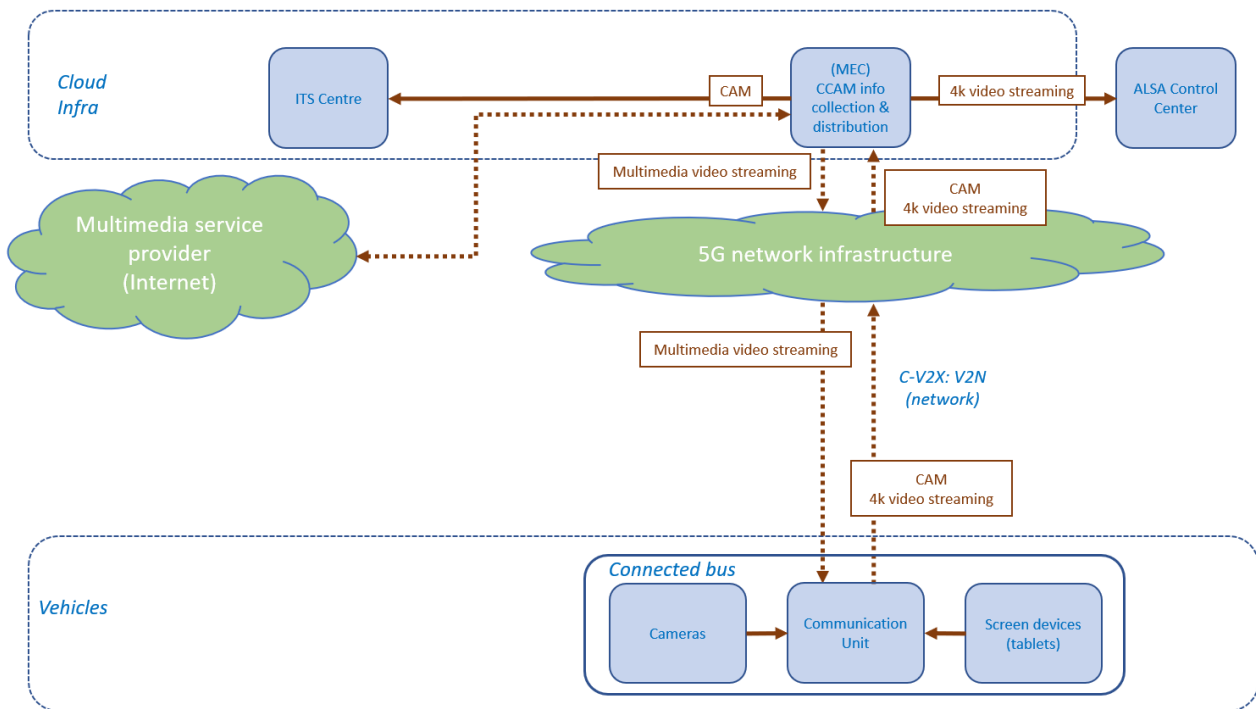 Cloud
Infra
ITS Centre
CAM
(MEC)
CCAM info
collection &
distribution
4k video streaming
ALSA Control
Center
Multimedia video streaming
CAM
4k video streaming
Multimedia service
provider
(Internet)
5G network infrastructure
Multimedia video streaming
C-V2X: V2N
(network)
CAM
4k video streaming
Vehicles
Connected bus
Cameras
Communication
Unit
Screen devices
(tablets)